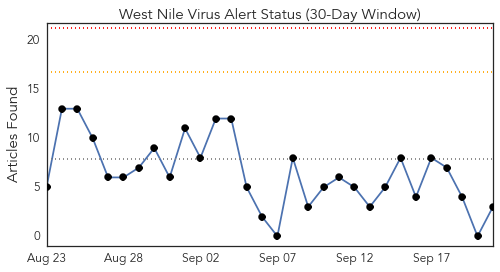 West Nile Virus Alert Status (30-Day Window)
Articles Found
20
15
10
5
0
Aug 23 Aug 28 Sep 02 Sep 07 Sep 12 Sep 17